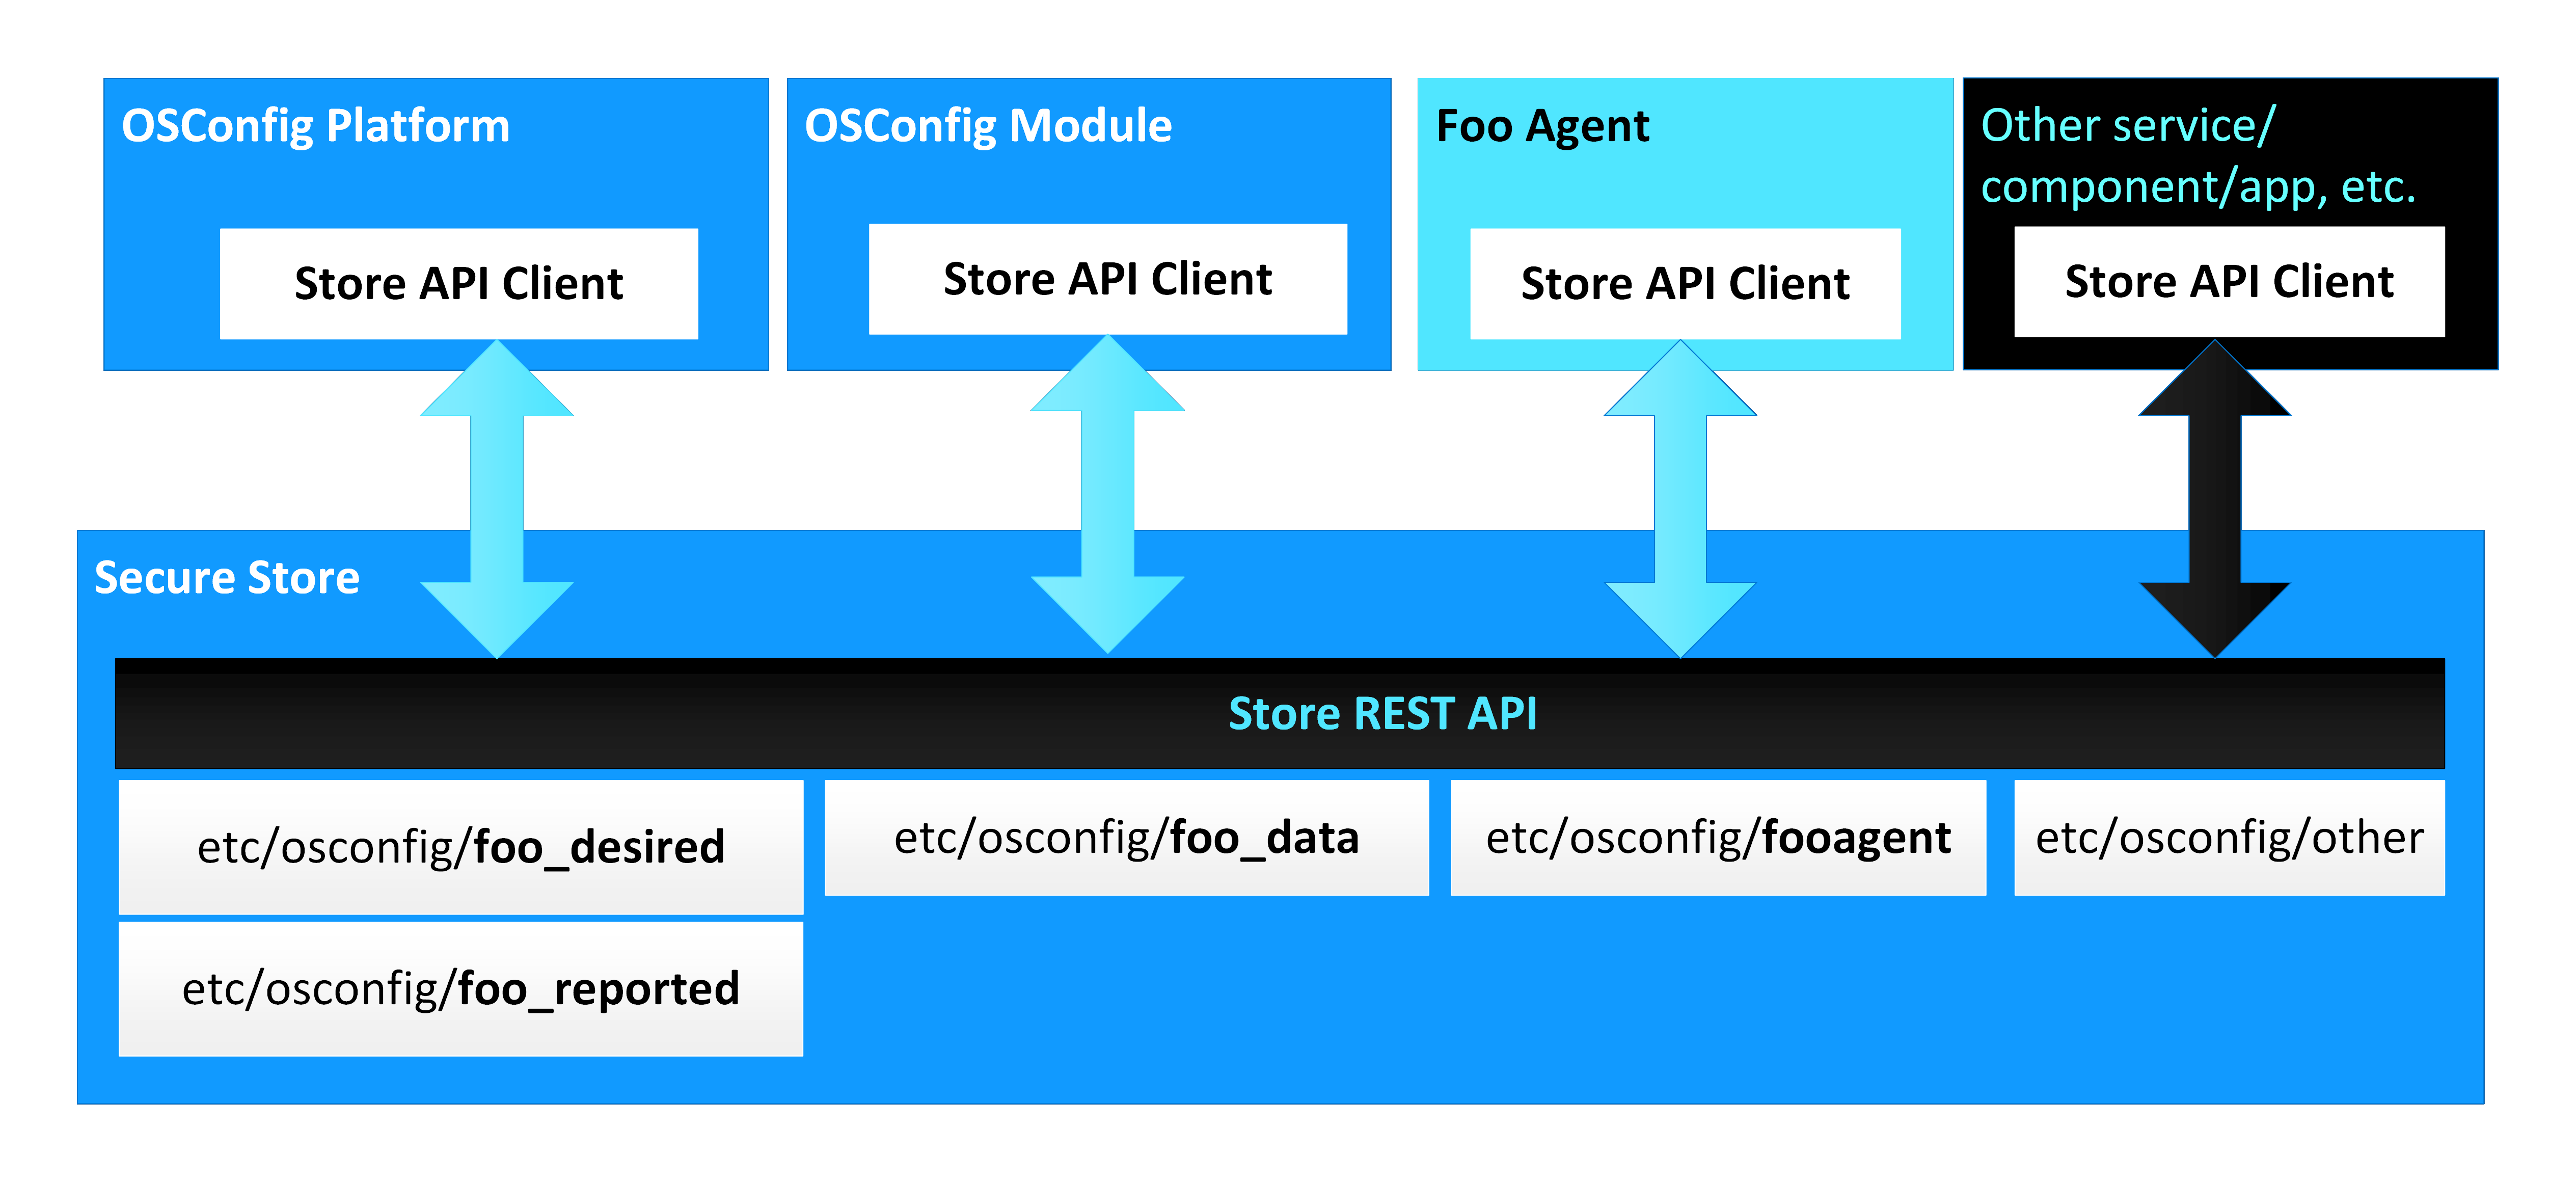 OSConfig Platform
Store API Client
OSConfig Module
Store API Client
Foo Agent
Store API Client
Other service/
component/app, etc.
Store API Client
Secure Store
Store REST API
etc/osconfig/foo_desired
etc/osconfig/foo_data
etc/osconfig/fooagent
etc/osconfig/other
etc/osconfig/foo_reported